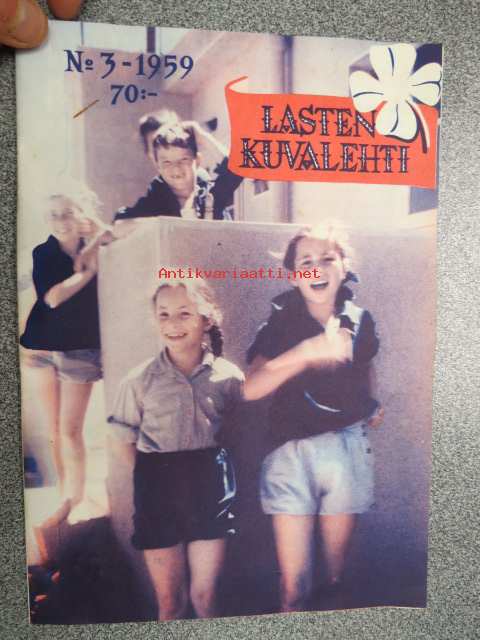 No 3 - 1959
70:-
LASTEN
KUVALEHTI
Antikvariaatti.net